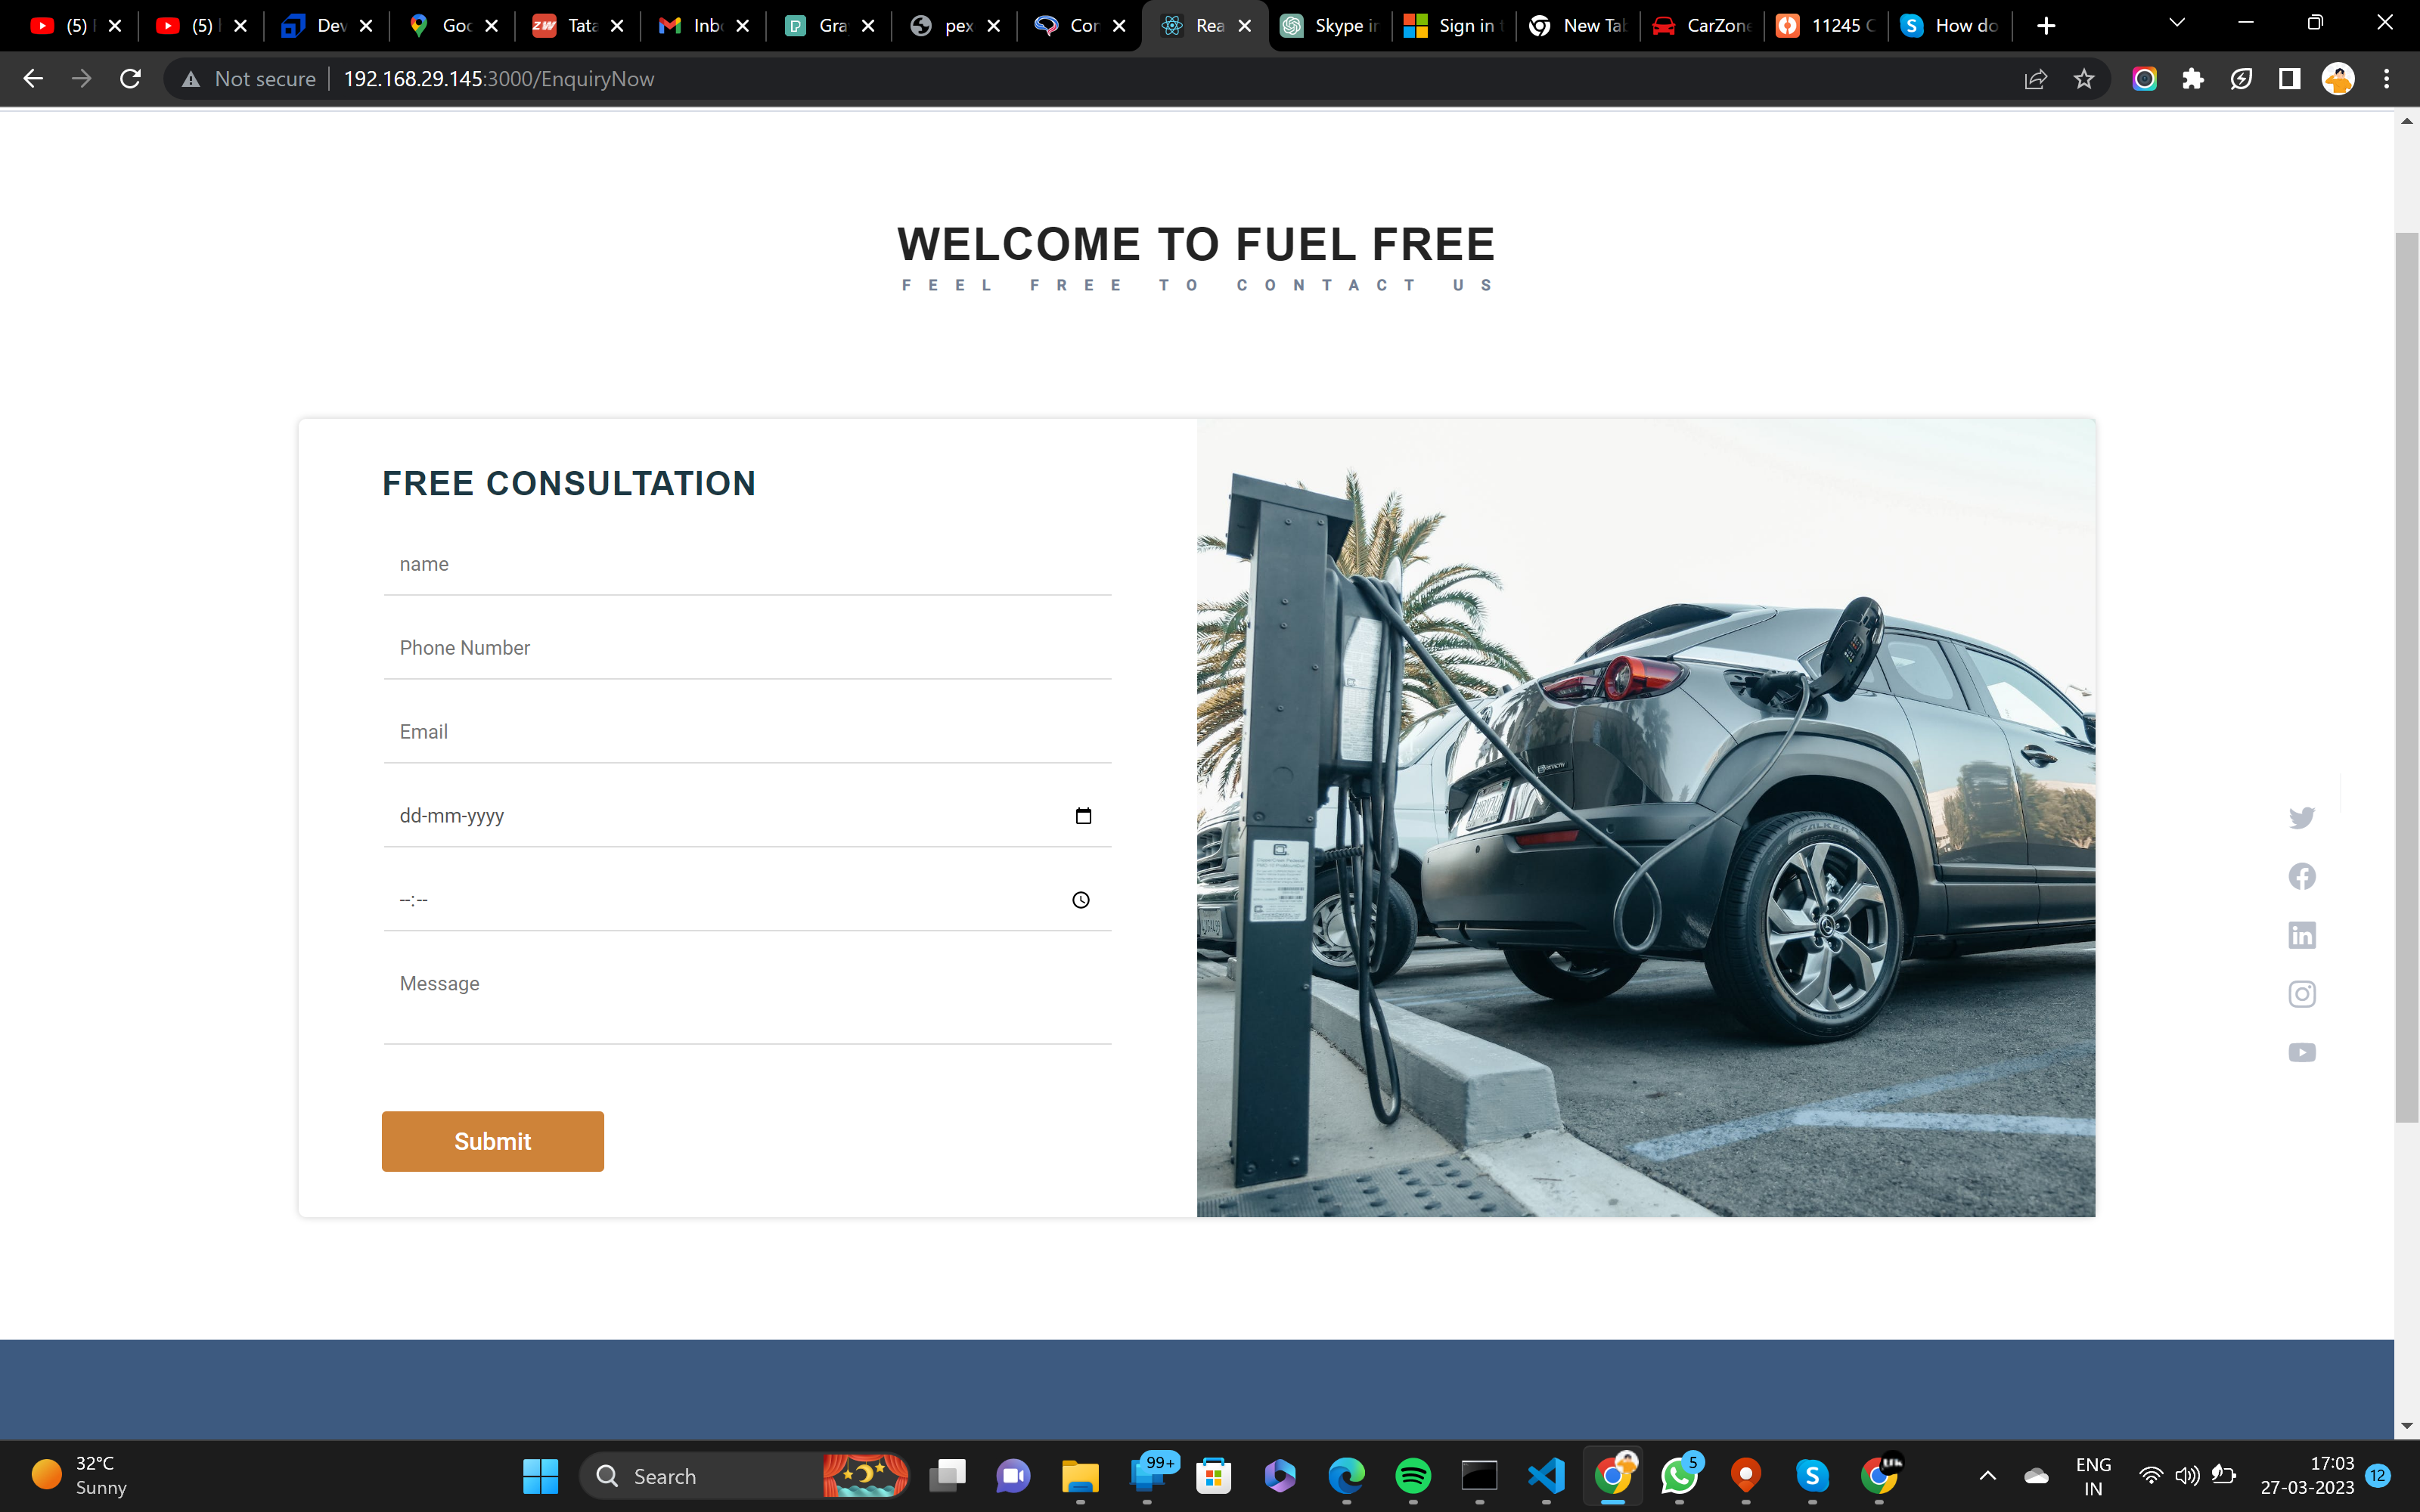 (5)
(5)
Dev
Goo
Tata
Inb
Gra
pex
Con
Rea
Skype in
Sign in t
New Tab
CarZone
11245 C
How do
Not secure
192.168.29.145:3000/EnquiryNow
WELCOME TO FUEL FREE
FEEL FREE TO CONTACT US
FREE CONSULTATION
name
Phone Number
Email
dd-mm-yyyy
--:--
Message
Submit
32°C
Sunny
Search
99+
5
ENG
IN
17:03
27-03-2023
12